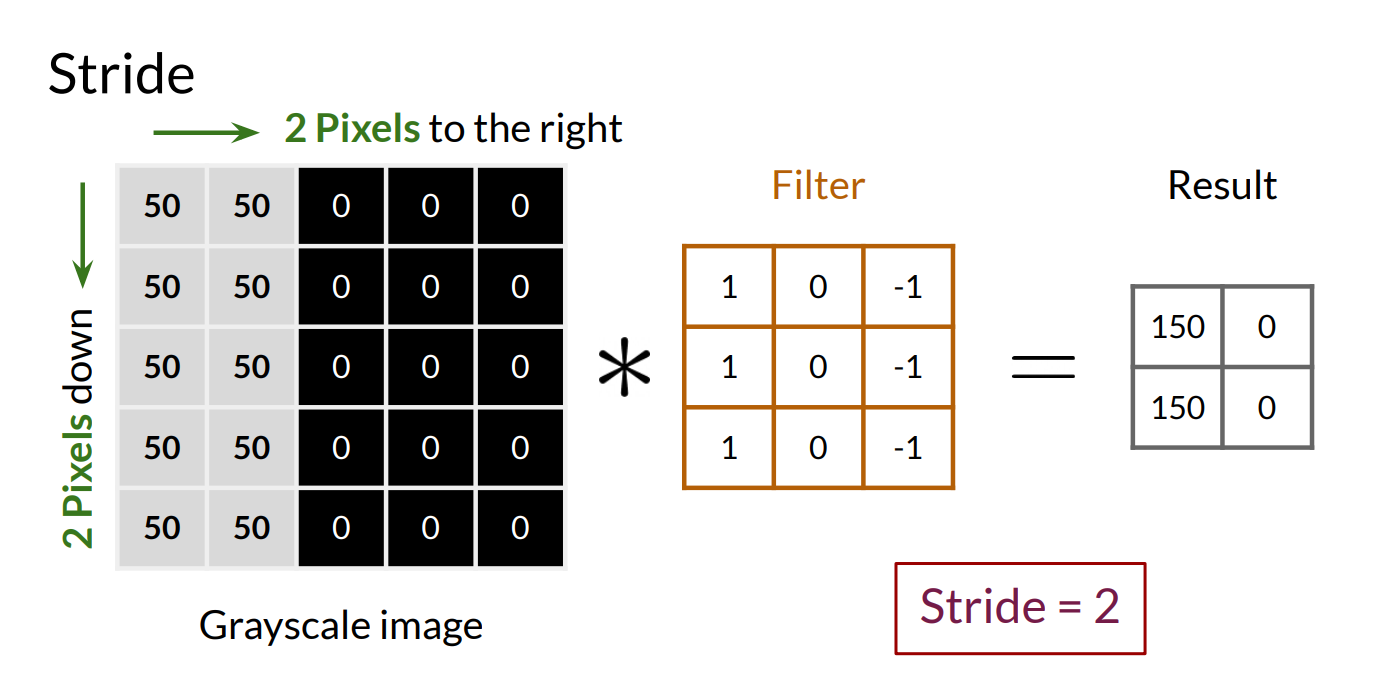 Stride
2 Pixels to the right
2 Pixels down
50 50 0 0 0
50 50 0 0 0
50 50 0 0 0
50 50 0 0 0
50 50 0 0 0
Grayscale image
*
Filter
1 0 -1
1 0 -1
1 0 -1
=
Result
150 0
150 0
Stride = 2